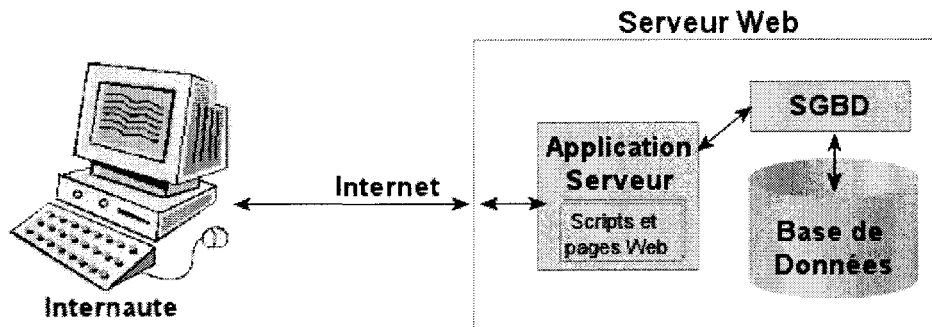 Serveur Web
SGBD
Application
Serveur
Internet
Scripts et
pages Web
Base de
Données
Internaute